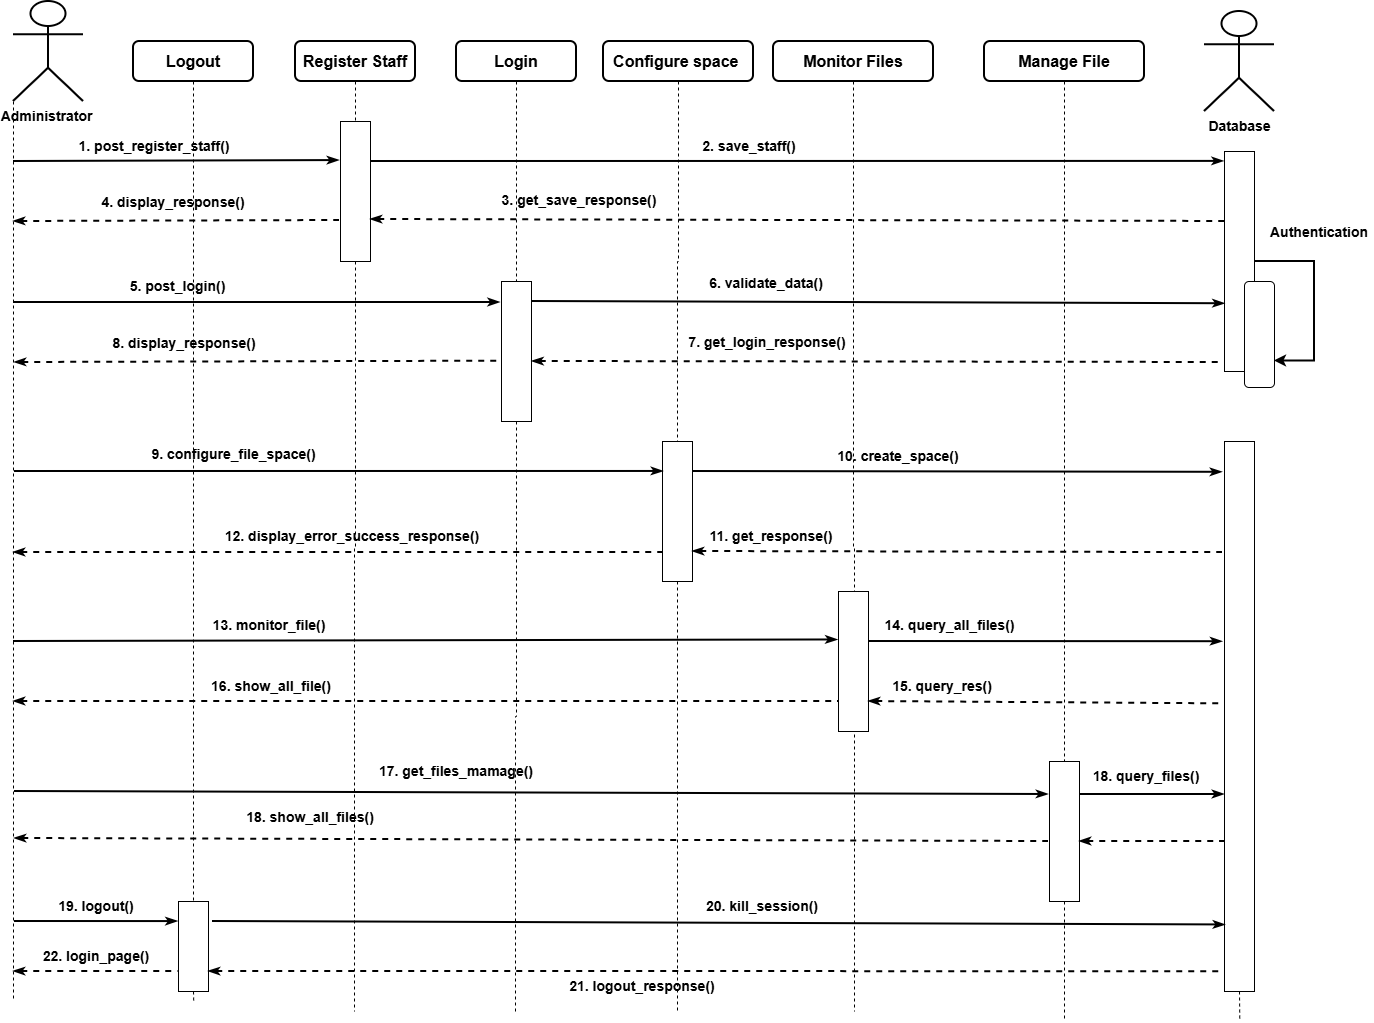 Logout
Register Staff
Login
Configure space
Monitor Files
Manage File
Administrator
Database
1. post_register_staff()
2. save_staff()
4. display_response()
3. get_save_response()
Authentication
5. post_login()
6. validate_data()
8. display_response()
7. get_login_response()
9. configure_file_space()
10. create_space()
12. display_error_success_response()
11. get_response()
13. monitor_file()
14. query_all_files()
16. show_all_file()
15. query_res()
17. get_files_mamage()
18. query_files()
18. show_all_files()
19. logout()
20. kill_session()
22. login_page()
21. logout_response()